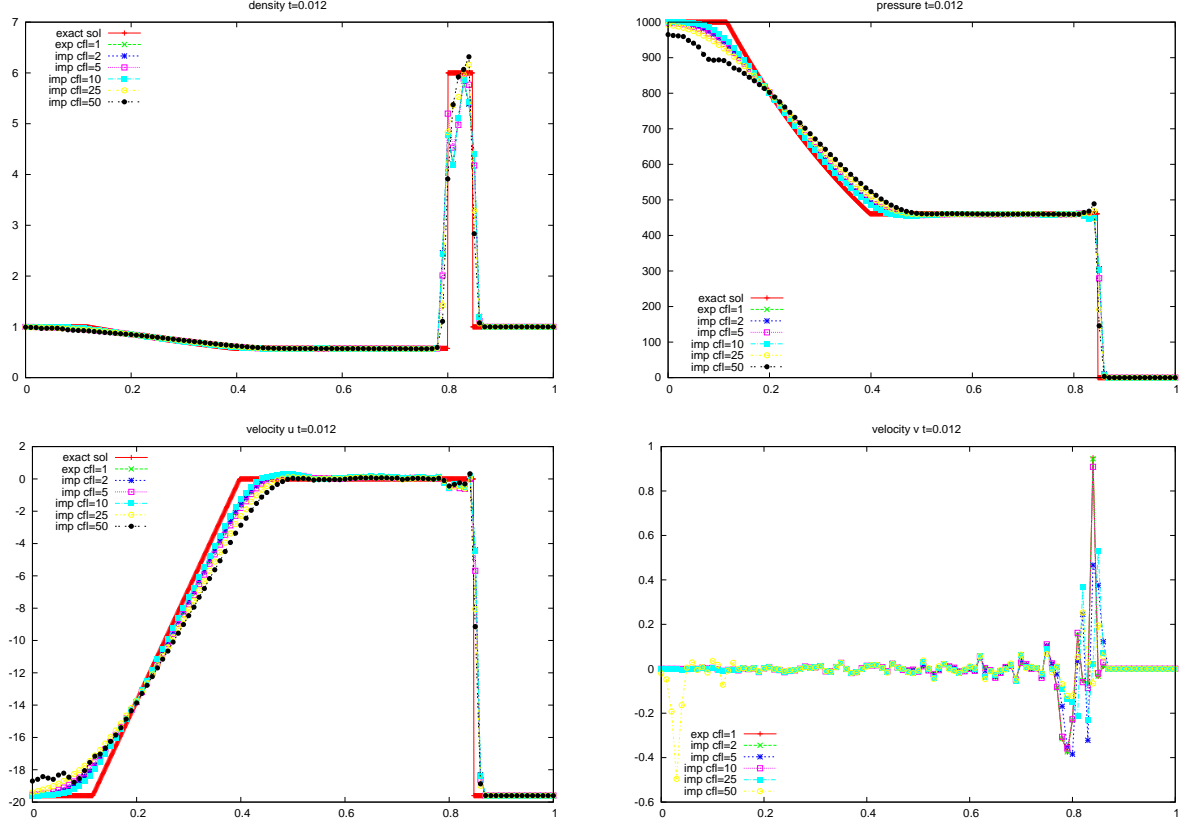 density t=0.012
7
6
5
4
3
2
1
0
0
0.2
0.4
0.6
0.8
1
exact sol
exp cfl=1
imp cfl=2
imp cfl=5
imp cfl=10
imp cfl=25
imp cfl=50
pressure t=0.012
1000
900
800
700
600
500
400
300
200
100
0
0
0.2
0.4
0.6
0.8
1
exact sol
exp cfl=1
imp cfl=2
imp cfl=5
imp cfl=10
imp cfl=25
imp cfl=50
velocity u t=0.012
2
0
-2
-4
-6
-8
-10
-12
-14
-16
-18
-20
0
0.2
0.4
0.6
0.8
1
exact sol
exp cfl=1
imp cfl=2
imp cfl=5
imp cfl=10
imp cfl=25
imp cfl=50
velocity v t=0.012
1
0.8
0.6
0.4
0.2
0
-0.2
-0.4
-0.6
0
0.2
0.4
0.6
0.8
1
exp cfl=1
imp cfl=2
imp cfl=5
imp cfl=10
imp cfl=25
imp cfl=50